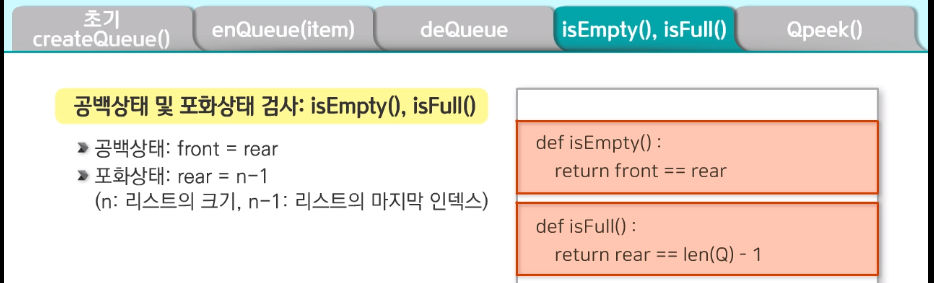 초기
createQueue()
enQueue(item)
deQueue
isEmpty(), isFull()
Qpeek()
공백상태 및 포화상태 검사: isEmpty(), isFull()
➤ 공백상태: front = rear
➤ 포화상태: rear = n-1
(n: 리스트의 크기, n-1: 리스트의 마지막 인덱스)
def isEmpty() :
return front == rear
def isFull() :
return rear == len(Q) - 1